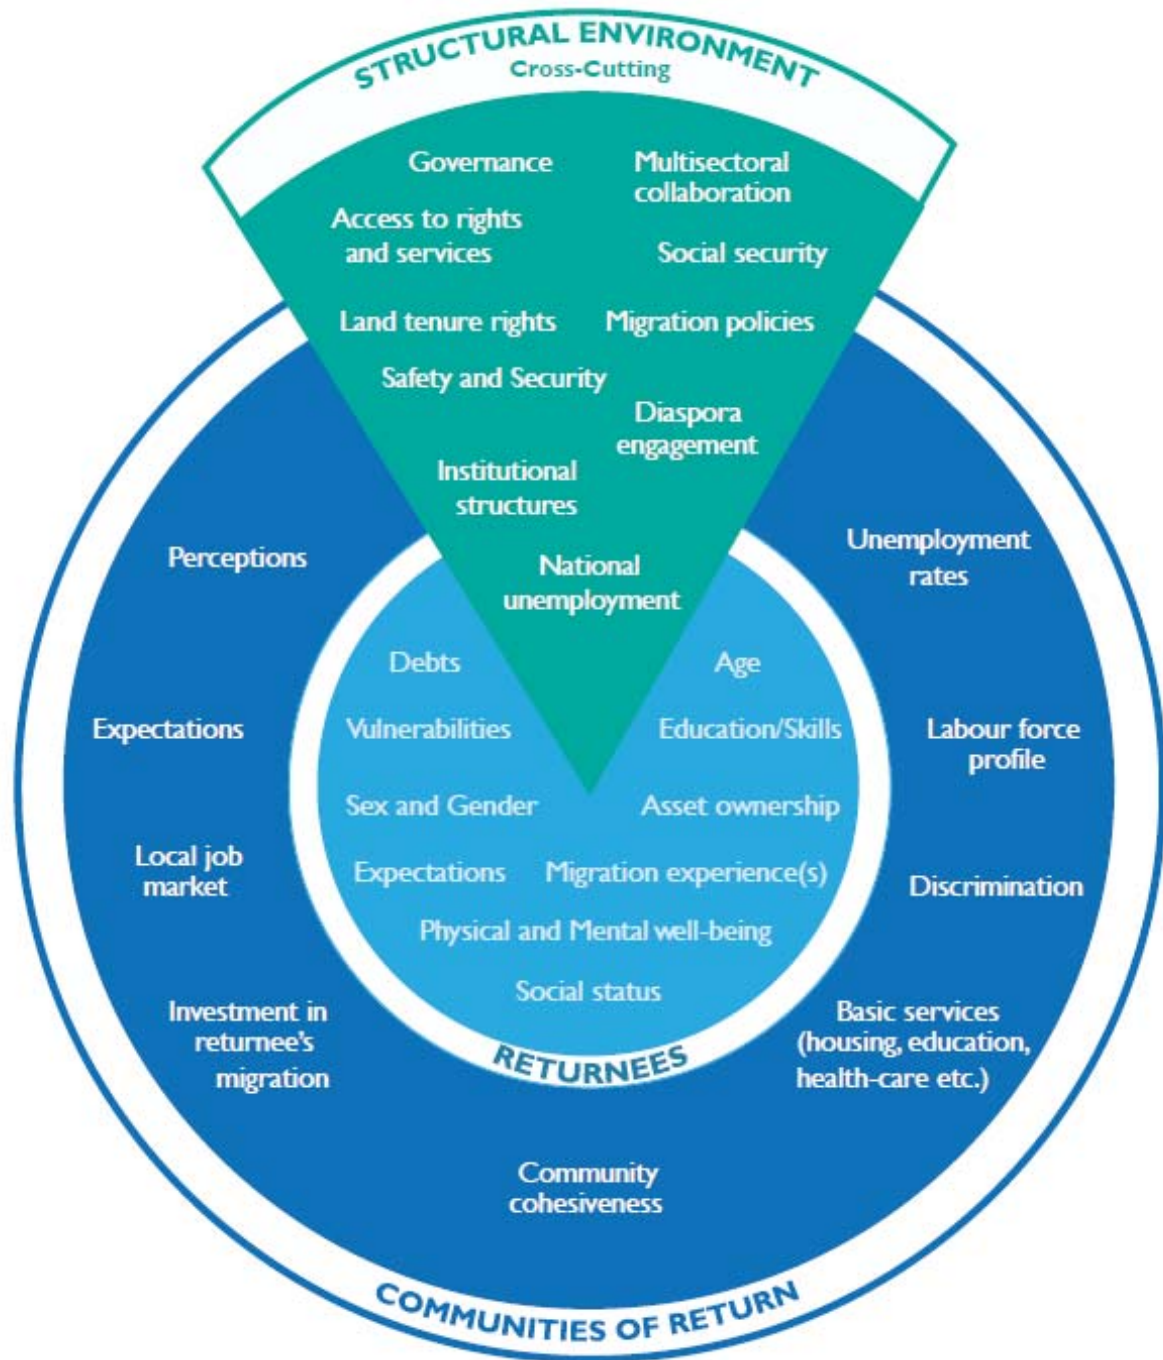 STRUCTURAL ENVIRONMENT
Cross-Cutting
Governance
Multisectoral
collaboration
Access to rights
and services
Social security
Land tenure rights
Migration policies
Safety and Security
Diaspora
engagement
Institutional
structures
National
unemployment
Perceptions
Unemployment
rates
Debts
Age
Expectations
Vulnerabilities
Education/Skills
Labour force
profile
Sex and Gender
Asset ownership
Local job
market
Expectations
Migration experience(s)
Discrimination
Physical and Mental well-being
Social status
Investment in
returnee's
migration
Basic services
(housing, education,
health-care etc.)
RETURNEES
Community
cohesiveness
COMMUNITIES OF RETURN